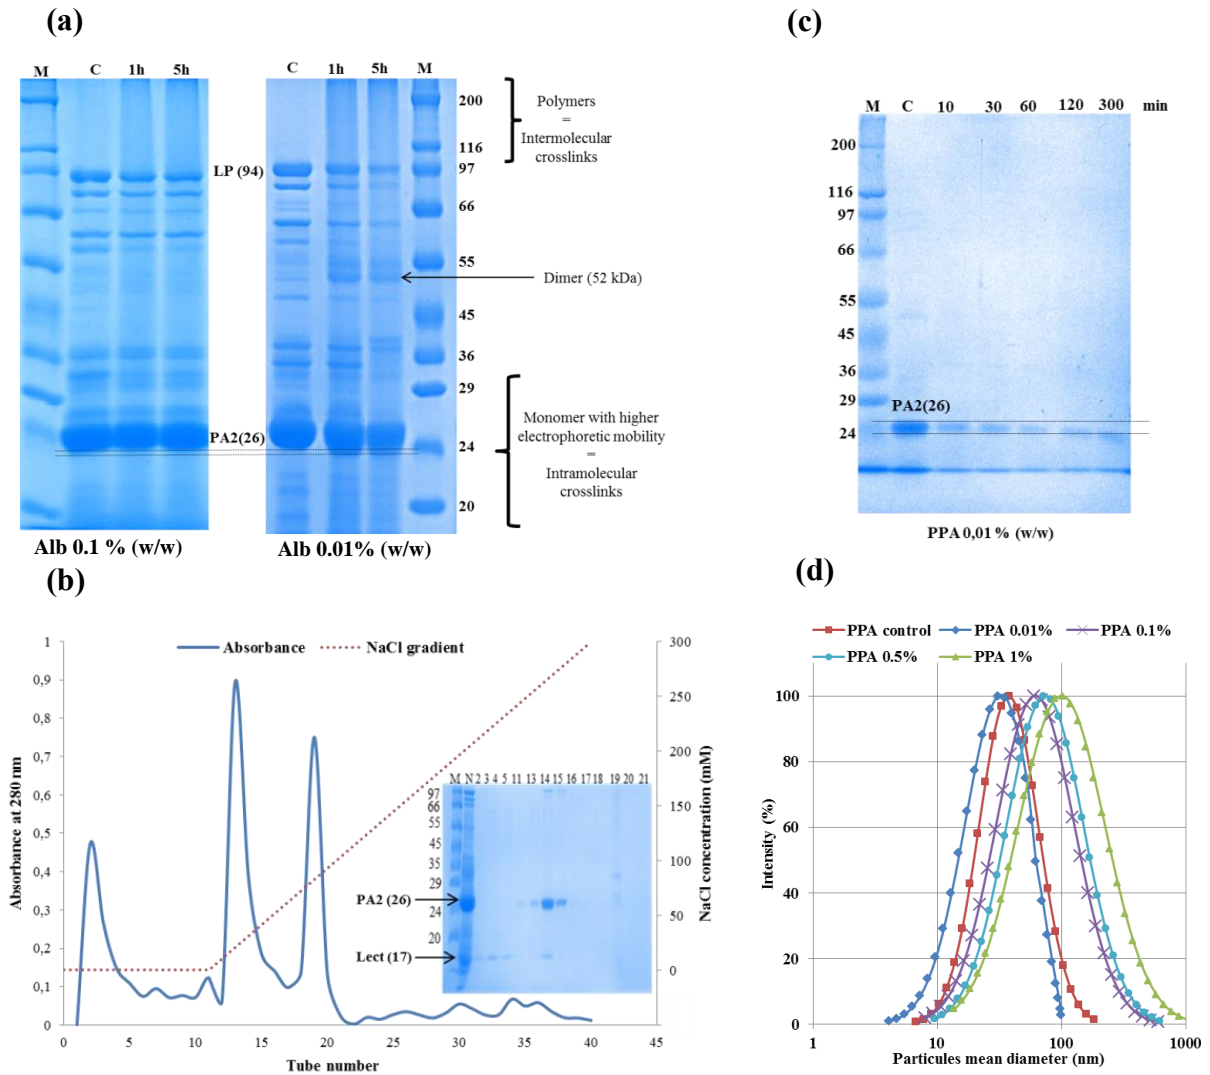 (a)
M C 1h 5h
C 1h 5h M
200
116
97
66
55
45
36
29
24
20
LP (94)
PA2(26)
Polymers
=
Intermolecular
crosslinks
Dimer (52 kDa)
Monomer with higher
electrophoretic mobility
=
Intramolecular
crosslinks
Alb 0.1 % (w/w)
Alb 0.01% (w/w)
(c)
M C 10 30 60 120 300 min
200
116
97
66
55
45
36
29
24
PA2(26)
PPA 0,01 % (w/w)
(b)
Absorbance
NaCl gradient
Absorbance at 280 nm
1
0,9
0,8
0,7
0,6
0,5
0,4
0,3
0,2
0,1
0
0 5 10 15 20 25 30 35 40 45
Tube number
300
250
200
150
100
50
0
NaCl concentration (mM)
M N 2 3 4 5 11 13 14 15 16 17 18 19 20 21
97
66
55
45
36
29
24
20
PA2 (26)
Lect (17)
(d)
PPA control PPA 0.01% PPA 0.1%
PPA 0.5% PPA 1%
Intensity (%)
100
80
60
40
20
0
1 10 100 1000
Particules mean diameter (nm)